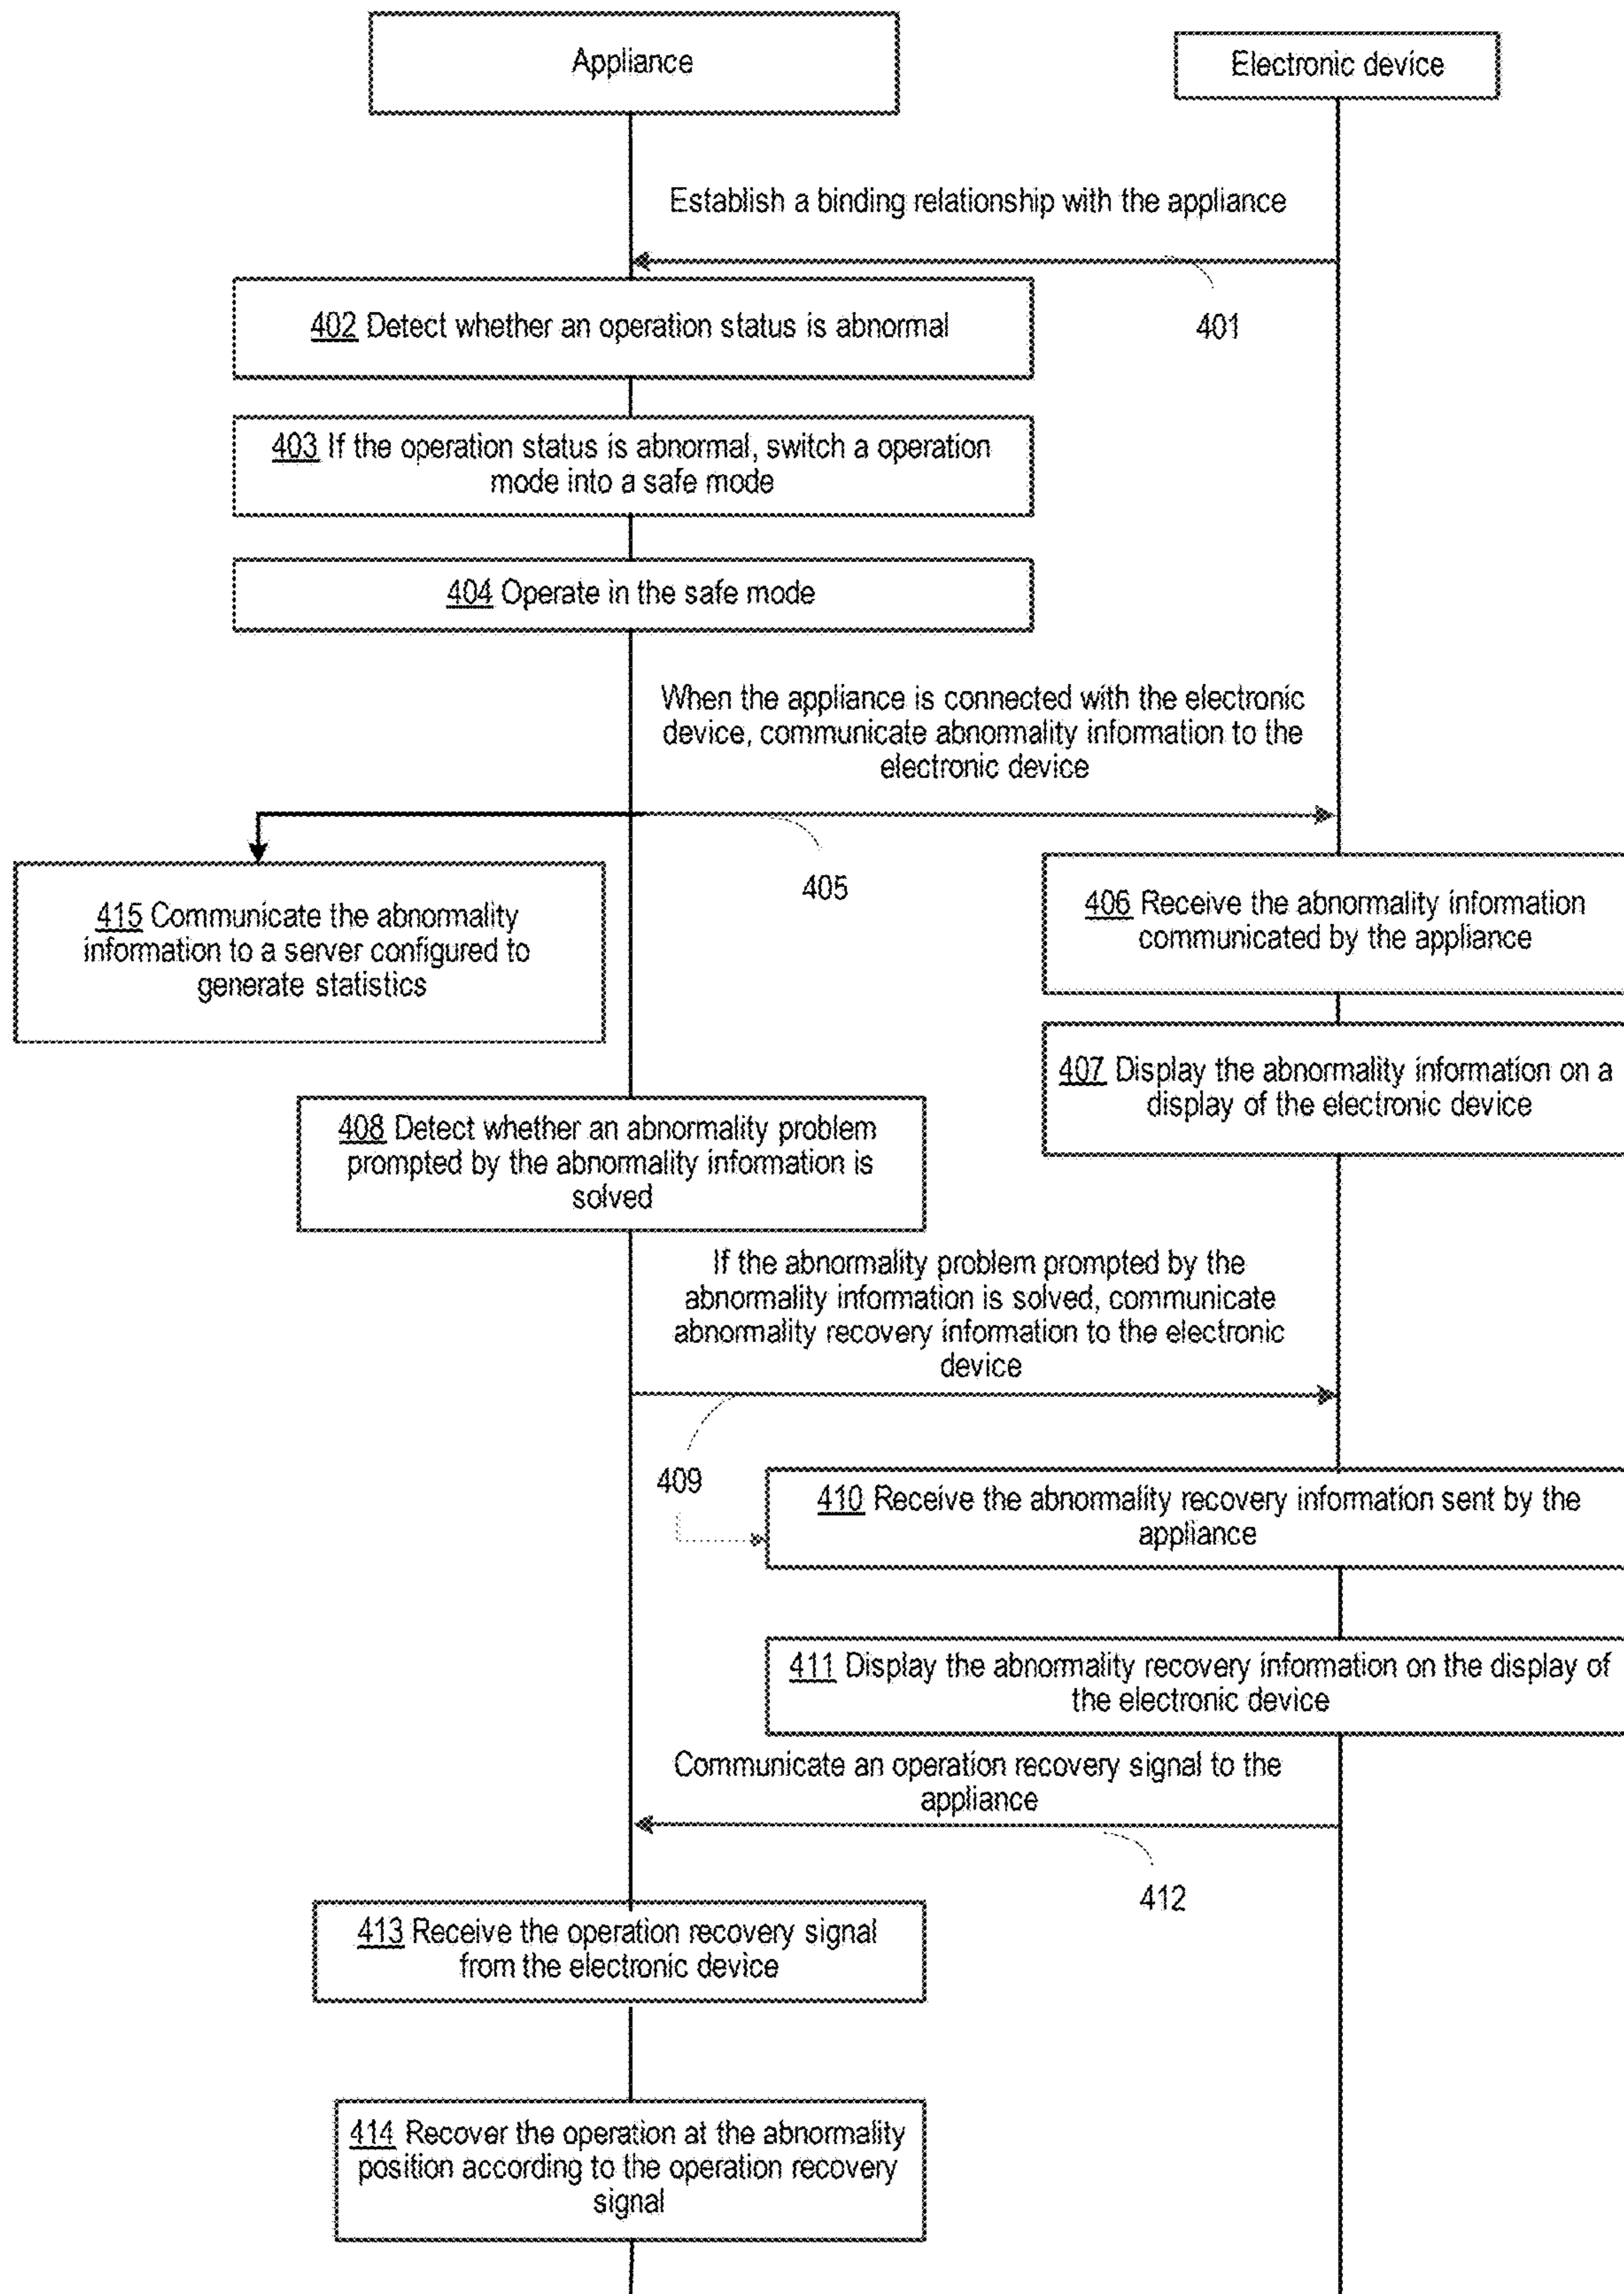 Appliance
Electronic device
Establish a binding relationship with the appliance
401
402 Detect whether an operation status is abnormal
403 If the operation status is abnormal, switch a operation
mode into a safe mode
404 Operate in the safe mode
When the appliance is connected with the electronic
device, communicate abnormality information to the
electronic device
405
415 Communicate the abnormality
information to a server configured to
generate statistics
406 Receive the abnormality information
communicated by the appliance
407 Display the abnormality information on a
display of the electronic device
408 Detect whether an abnormality problem
prompted by the abnormality information is
solved
If the abnormality problem prompted by the
abnormality information is solved, communicate
abnormality recovery information to the electronic
device
409
410 Receive the abnormality recovery information sent by the
appliance
411 Display the abnormality recovery information on the display of
the electronic device
Communicate an operation recovery signal to the
appliance
412
413 Receive the operation recovery signal
from the electronic device
414 Recover the operation at the abnormality
position according to the operation recovery
signal